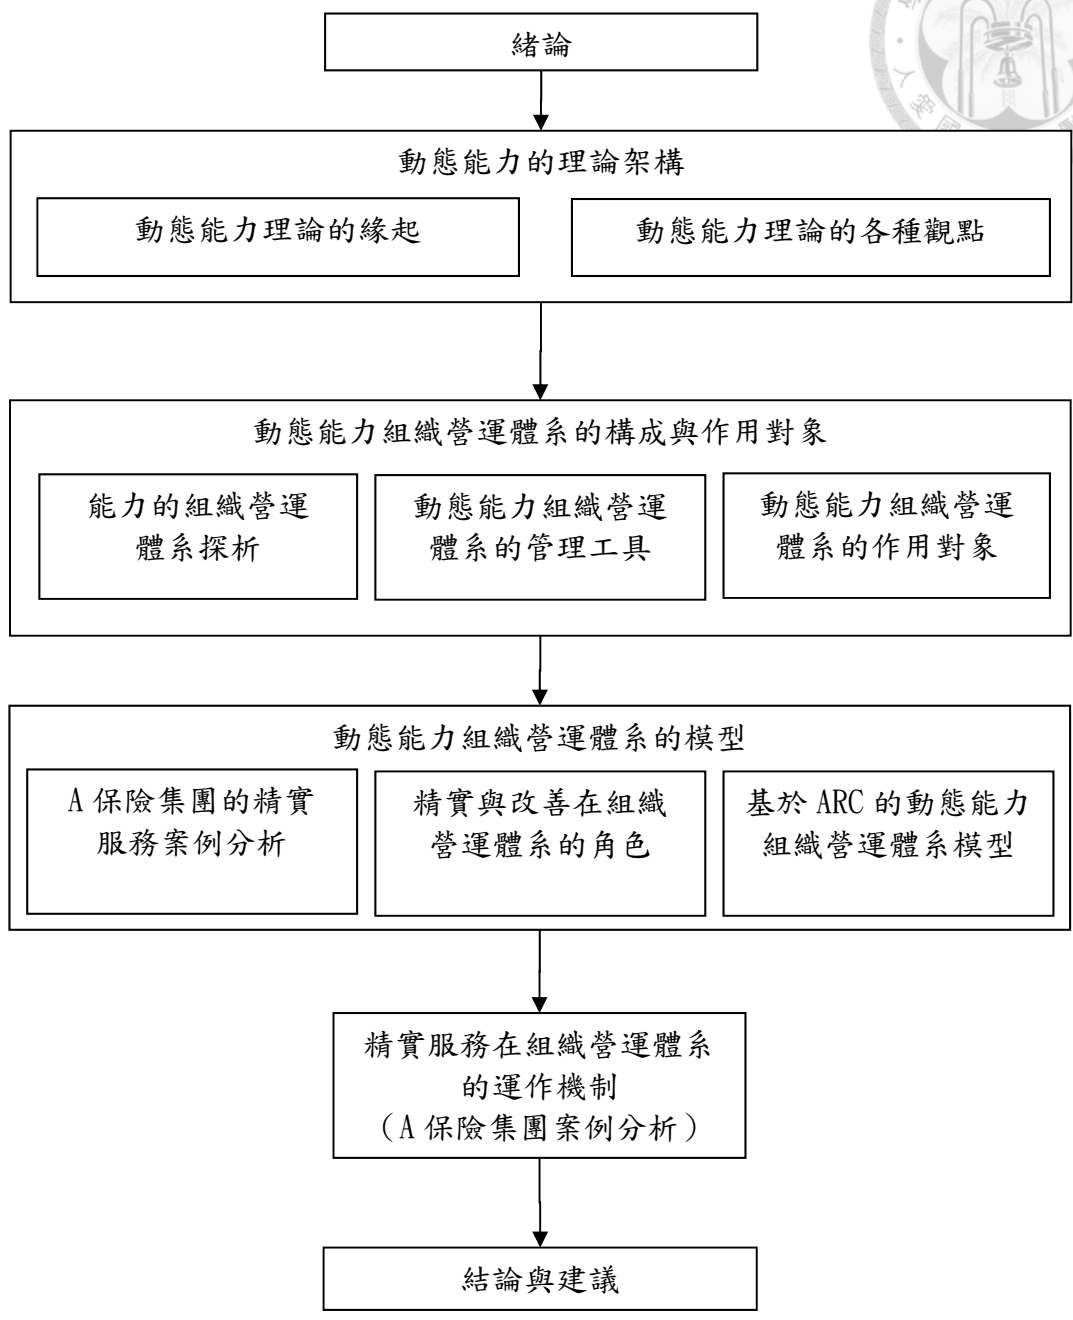 緒論
動態能力的理論架構
動態能力理論的緣起
動態能力理論的各種觀點
動態能力組織營運體系的構成與作用對象
能力的組織營運
體系探析
動態能力組織營運
體系的管理工具
動態能力組織營運
體系的作用對象
動態能力組織營運體系的模型
A 保險集團的精實
服務案例分析
精實與改善在組織
營運體系的角色
基於 ARC 的動態能力
組織營運體系模型
精實服務在組織營運體系
的運作機制
（A 保險集團案例分析）
結論與建議